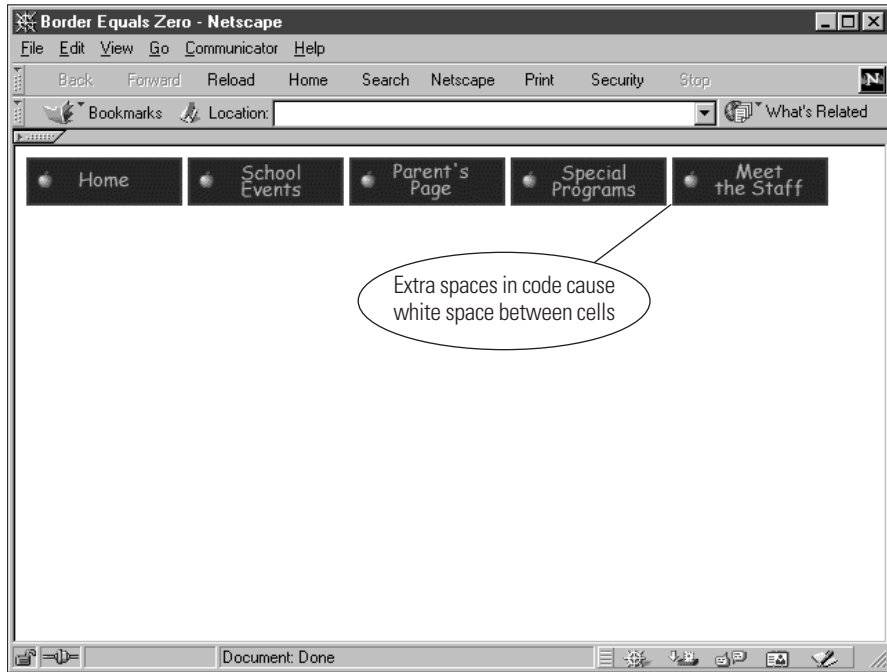 Border Equals Zero - Netscape
File Edit View Go Communicator Help
Back Forward Reload Home Search Netscape Print Security Stop N
Bookmarks Location: What's Related
Home School Events Parent's Page Special Programs Meet the Staff
Extra spaces in code cause
white space between cells
Document: Done